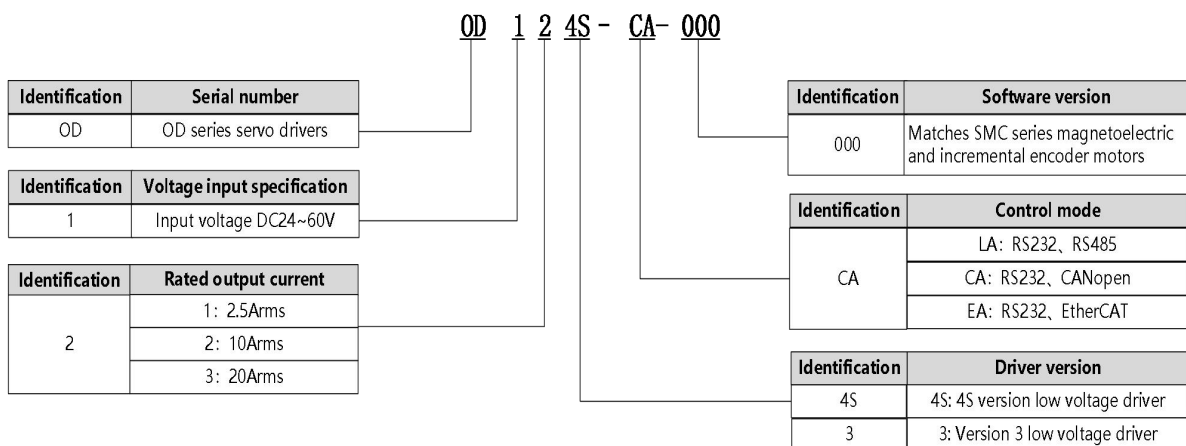 OD 1 2 4S - CA- 000
Identification Serial number
OD OD series servo drivers
Identification Voltage input specification
1 Input voltage DC24~60V
Identification Rated output current
2
1: 2.5Arms
2: 10Arms
3: 20Arms
Identification Software version
000
Matches SMC series magnetoelectric
and incremental encoder motors
Identification Control mode
CA
LA: RS232、RS485
CA: RS232、CANopen
EA: RS232、EtherCAT
Identification Driver version
4S 4S: 4S version low voltage driver
3 3: Version 3 low voltage driver